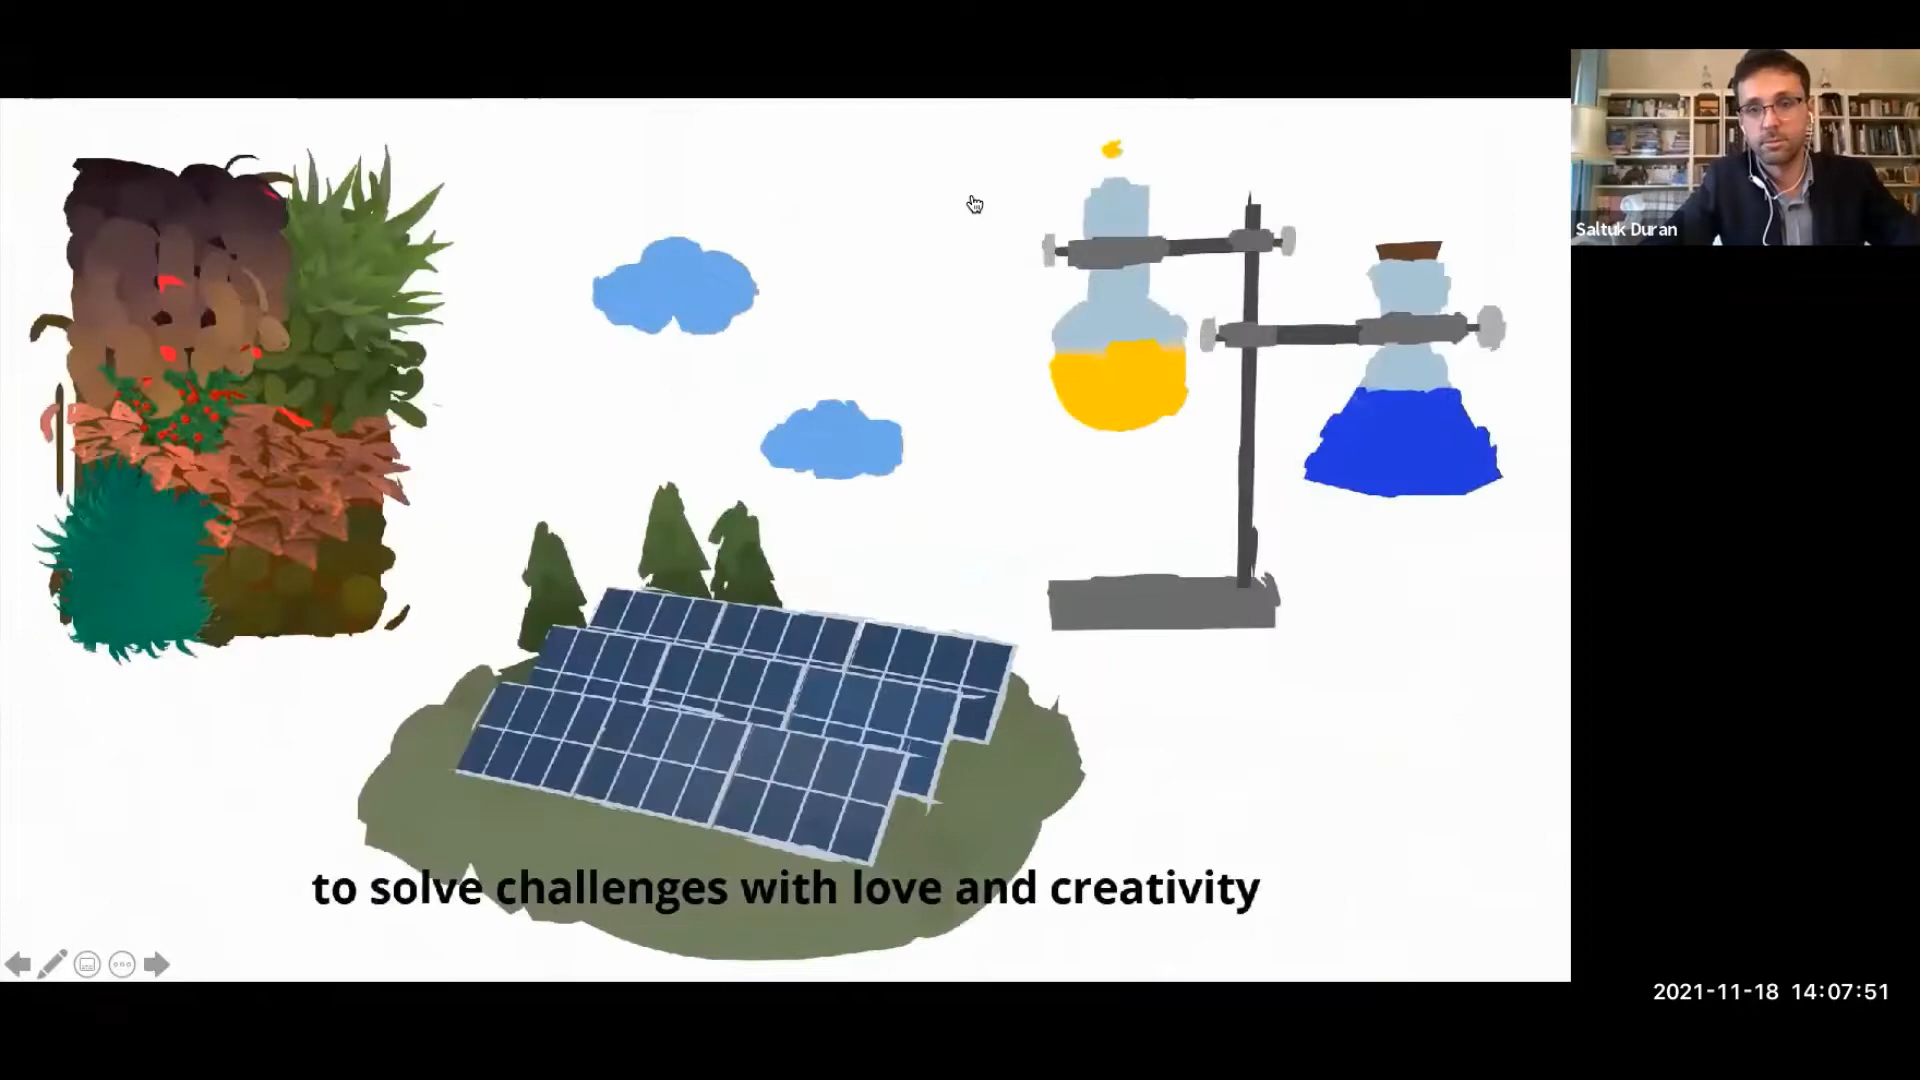 Saltuk Duran
to solve challenges with love and creativity
2021-11-18 14:07:51